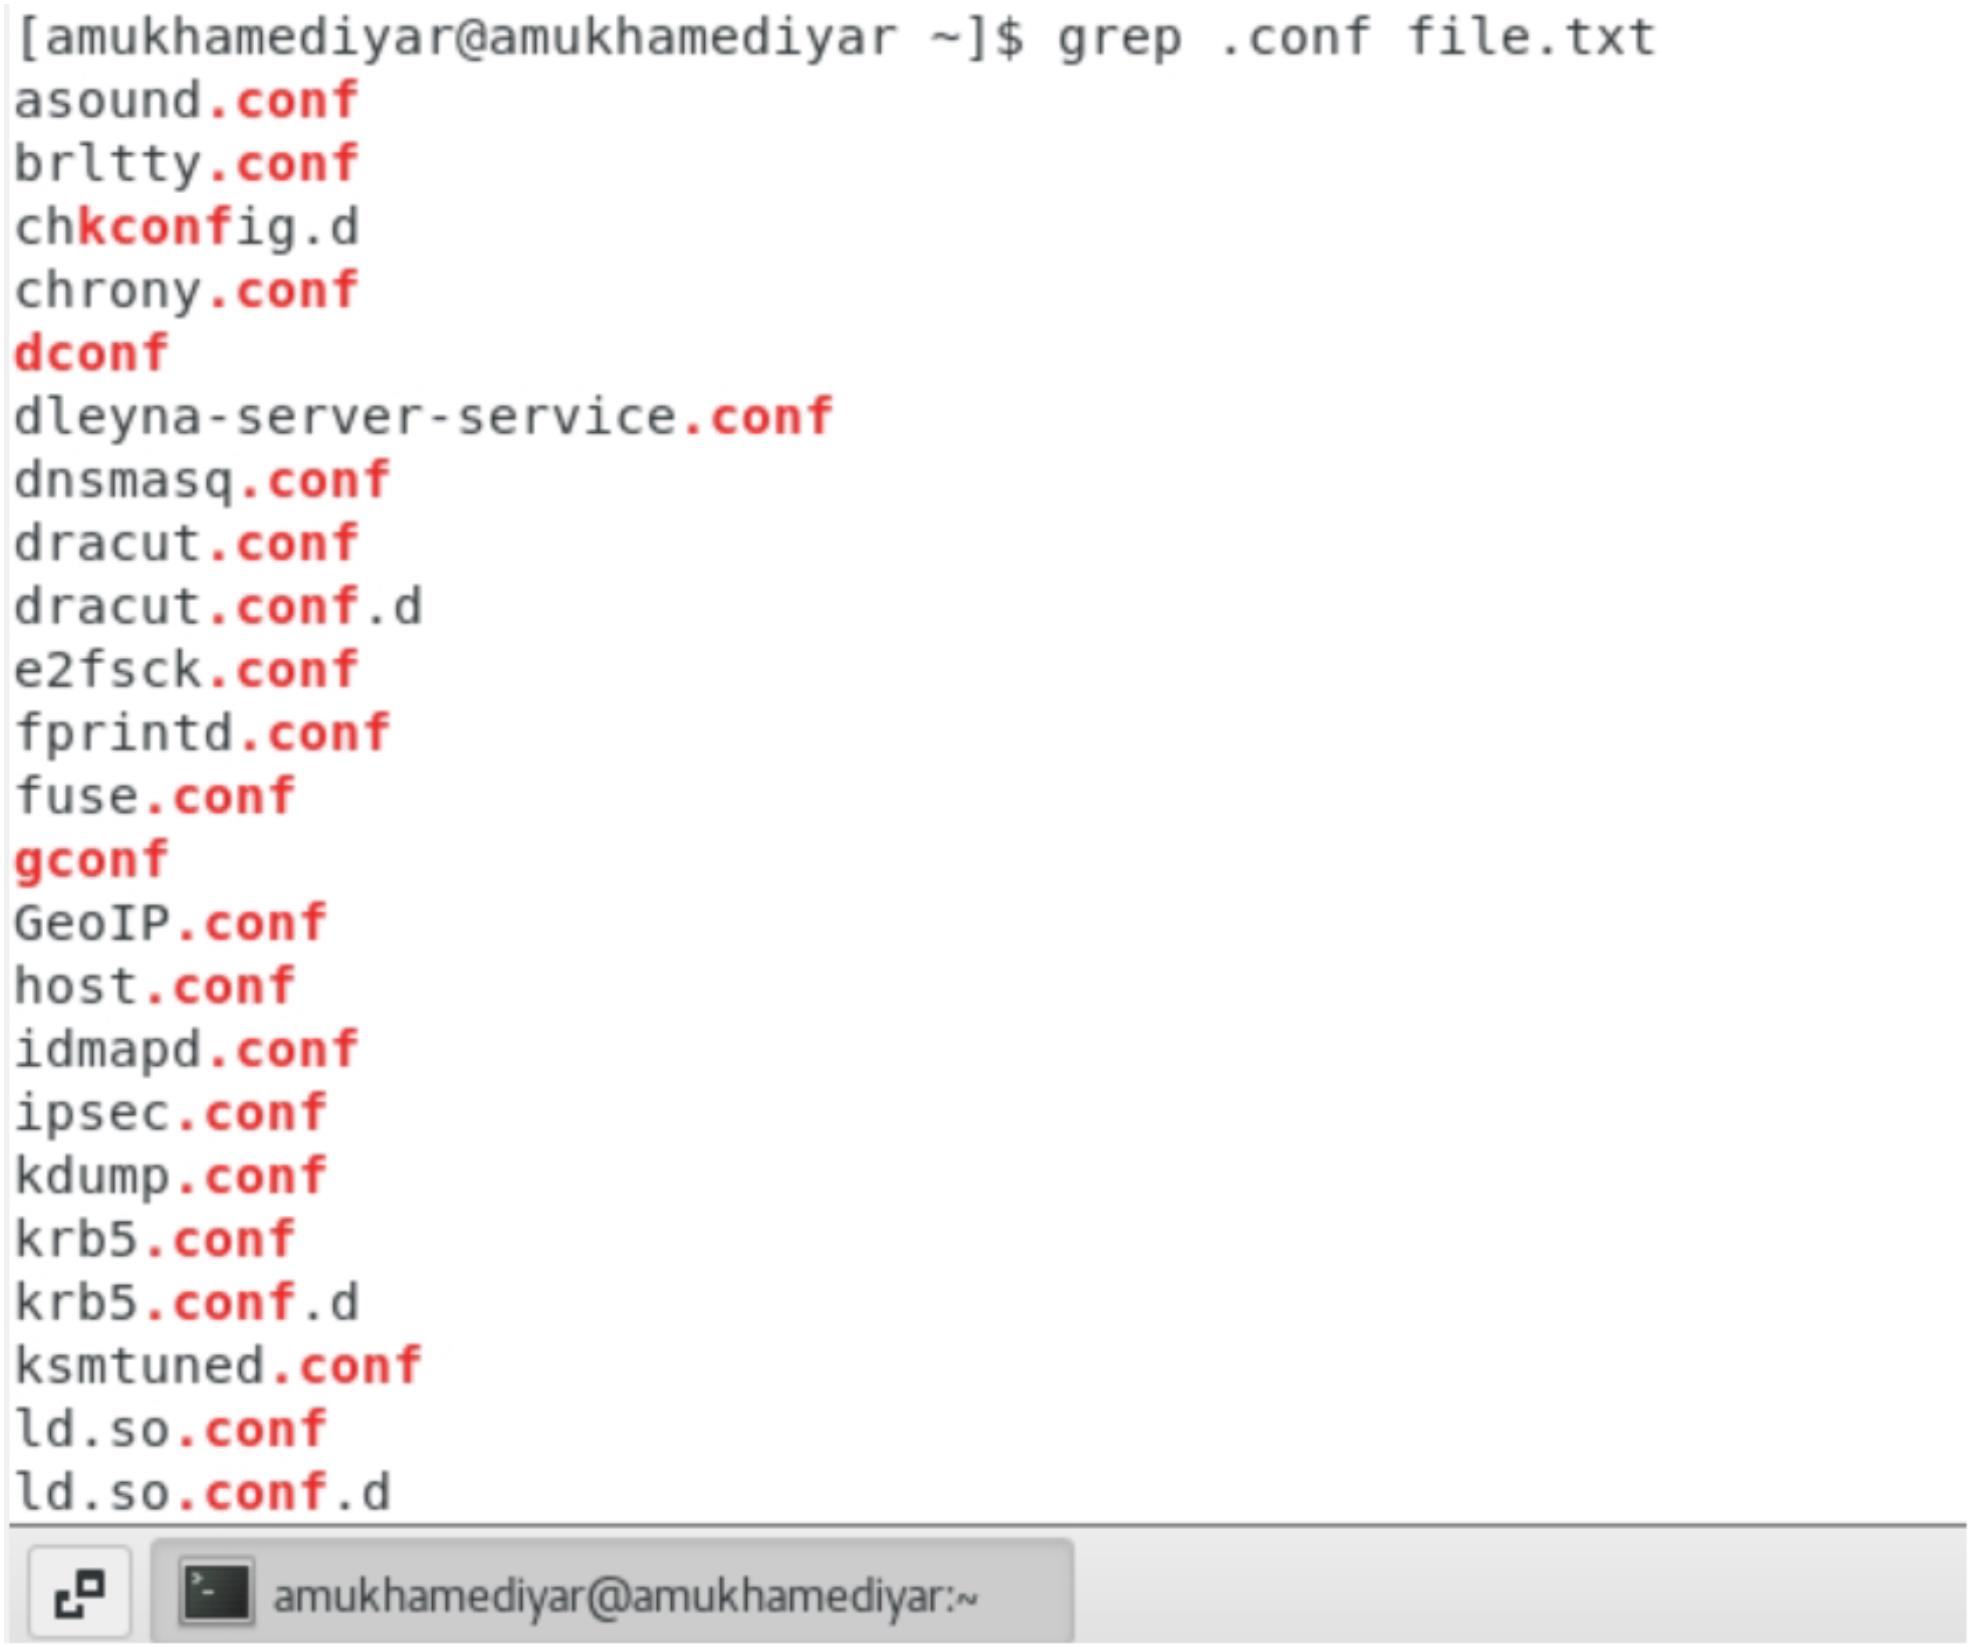 [amukhamediyar@amukhamediyar ~]$ grep .conf file.txt
asound.conf
brltty.conf
chkconfig.d
chrony.conf
dconf
dleyna-server-service.conf
dnsmasq.conf
dracut.conf
dracut.conf.d
e2fsck.conf
fprintd.conf
fuse.conf
gconf
GeoIP.conf
host.conf
idmapd.conf
ipsec.conf
kdump.conf
krb5.conf
krb5.conf.d
ksmtuned.conf
ld.so.conf
ld.so.conf.d
amukhamediyar@amukhamediyar:~